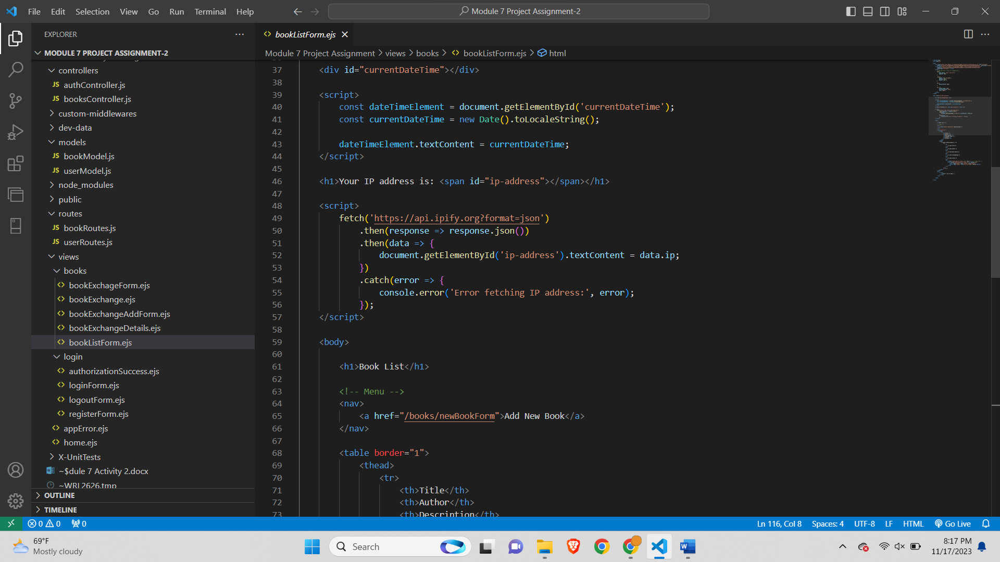 File Edit Selection View Go Run Terminal Help
Module 7 Project Assignment-2
EXPLORER
MODULE 7 PROJECT ASSIGNMENT-2
controllers
JS authController.js
JS booksController.js
custom-middlewares
dev-data
models
JS bookModel.js
JS userModel.js
node_modules
public
routes
JS bookRoutes.js
JS userRoutes.js
views
books
bookExchageForm.ejs
bookExchange.ejs
bookExchangeAddForm.ejs
bookExchangeDetails.ejs
bookListForm.ejs
login
authorizationSuccess.ejs
loginForm.ejs
logoutForm.ejs
registerForm.ejs
appError.ejs
home.ejs
X-UnitTests
~$dule 7 Activity 2.docx
~WRL2626.tmp
OUTLINE
TIMELINE
bookListForm.ejs
Module 7 Project Assignment > views > books > bookListForm.ejs > html
37 <div id="currentDateTime"></div>
38
39 <script>
40 const dateTimeElement = document.getElementById('currentDateTime');
41 const currentDateTime = new Date().toLocaleString();
42
43 dateTimeElement.textContent = currentDateTime;
44 </script>
45
46 <h1>Your IP address is: <span id="ip-address"></span></h1>
47
48 <script>
49 fetch('https://api.ipify.org?format=json')
50 .then(response => response.json())
51 .then(data => {
52 document.getElementById('ip-address').textContent = data.ip;
53 })
54 .catch(error => {
55 console.error('Error fetching IP address:', error);
56 });
57 </script>
58
59 <body>
60
61 <h1>Book List</h1>
62
63 <!-- Menu -->
64 <nav>
65 <a href="/books/newBookForm">Add New Book</a>
66 </nav>
67
68 <table border="1">
69 <thead>
70 <tr>
71 <th>Title</th>
72 <th>Author</th>
73 <th>Description</th>
0 0 0
Ln 116, Col 8 Spaces: 4 UTF-8 LF HTML Go Live
69°F
Mostly cloudy
Search
8:17 PM
11/17/2023